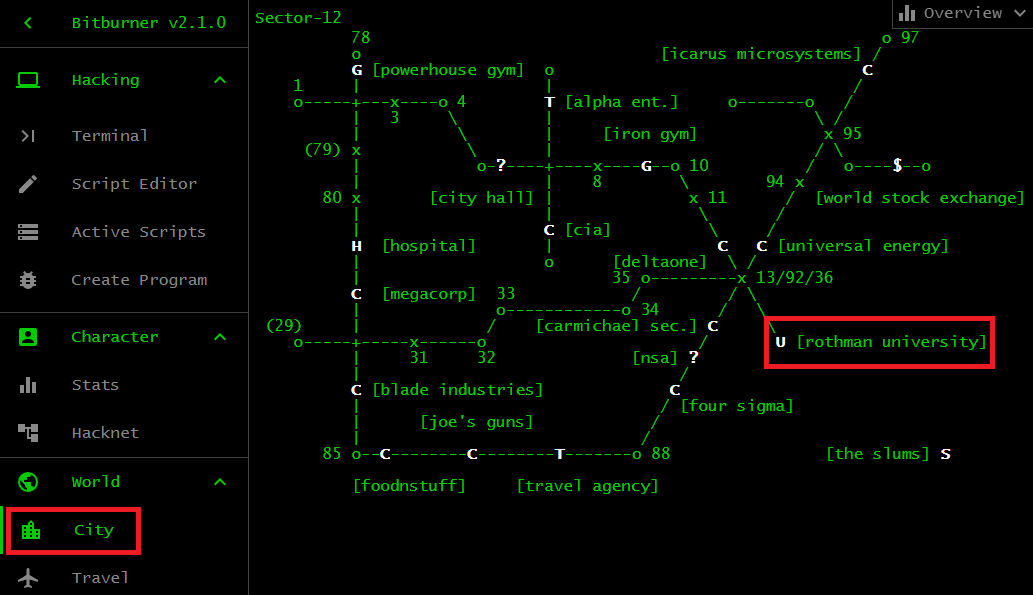 Bitburner v2.1.0
Hacking
Terminal
Script Editor
Active Scripts
Create Program
Character
Stats
Hacknet
World
City
Travel
Sector-12
Overview
78
o 97
o
[icarus microsystems] /
G [powerhouse gym] o
C
1
o-----+---x----o 4
T [alpha ent.]
o-------o
3
[iron gym]
x 95
(79) x
o-?----+----x----G--o 10
o----$--o
8
94 x
80 x
[city hall]
x 11
[world stock exchange]
C [cia]
H [hospital]
C
C [universal energy]
o
[deltaone]
35 o---------x 13/92/36
C [megacorp]
33
o------------o 34
(29)
[carmichael sec.] C
o-----+-----x------o
U [rothman university]
31
32
[nsa] ?
C [blade industries]
C
[four sigma]
[joe's guns]
85 o--C--------C--------T-------o 88
[the slums] S
[foodnstuff]
[travel agency]